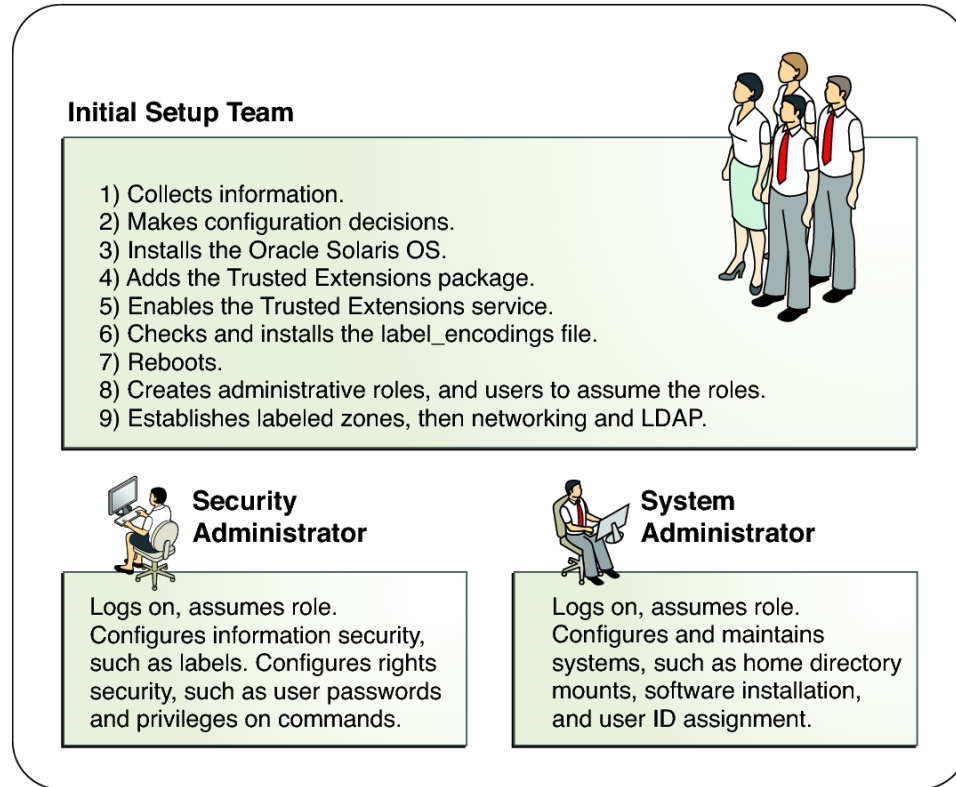 Initial Setup Team
1) Collects information.
2) Makes configuration decisions.
3) Installs the Oracle Solaris OS.
4) Adds the Trusted Extensions package.
5) Enables the Trusted Extensions service.
6) Checks and installs the label_encodings file.
7) Reboots.
8) Creates administrative roles, and users to assume the roles.
9) Establishes labeled zones, then networking and LDAP.
Security
Administrator
Logs on, assumes role.
Configures information security,
such as labels. Configures rights
security, such as user passwords
and privileges on commands.
System
Administrator
Logs on, assumes role.
Configures and maintains
systems, such as home directory
mounts, software installation,
and user ID assignment.